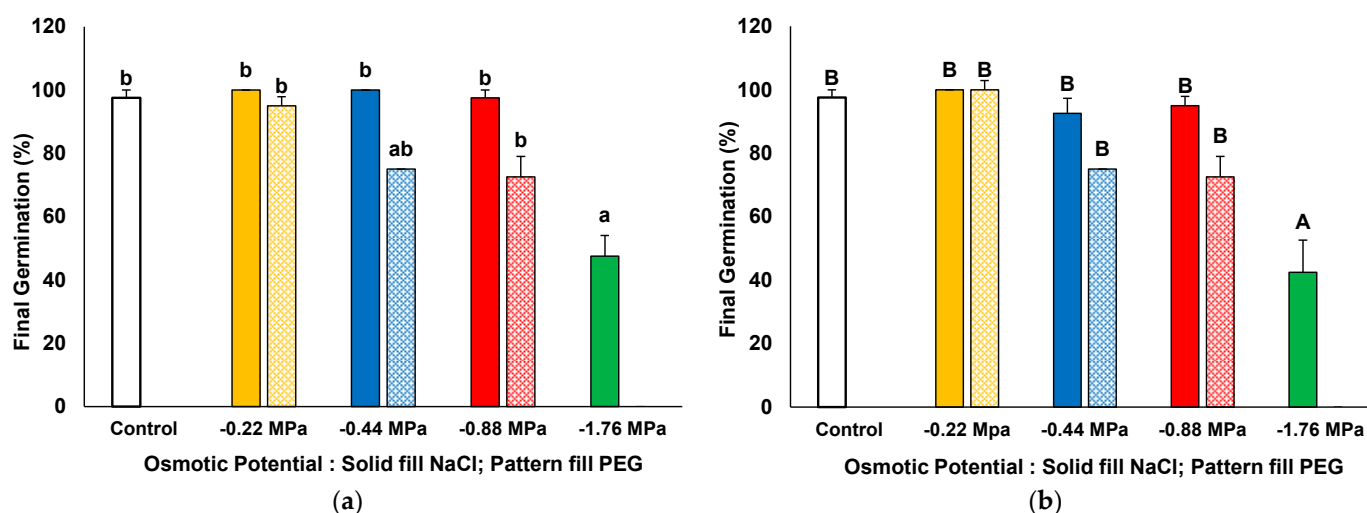 120
100
80
60
40
20
0
Final Germination (%)
b
b
b
b
ab
b
b
a
Control
-0.22 MPa
-0.44 MPa
-0.88 MPa
-1.76 MPa
Osmotic Potential : Solid fill NaCl; Pattern fill PEG
(a)
120
100
80
60
40
20
0
Final Germination (%)
B
B
B
B
B
B
B
A
Control
-0.22 Mpa
-0.44 MPa
-0.88 MPa
-1.76 MPa
Osmotic Potential : Solid fill NaCl; Pattern fill PEG
(b)